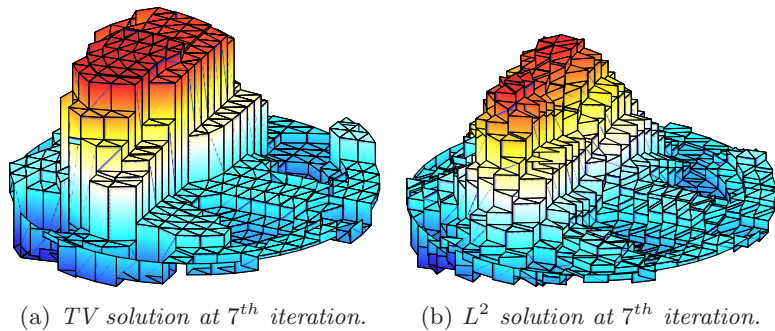 (a) TV solution at 7th iteration.
(b) L2 solution at 7th iteration.